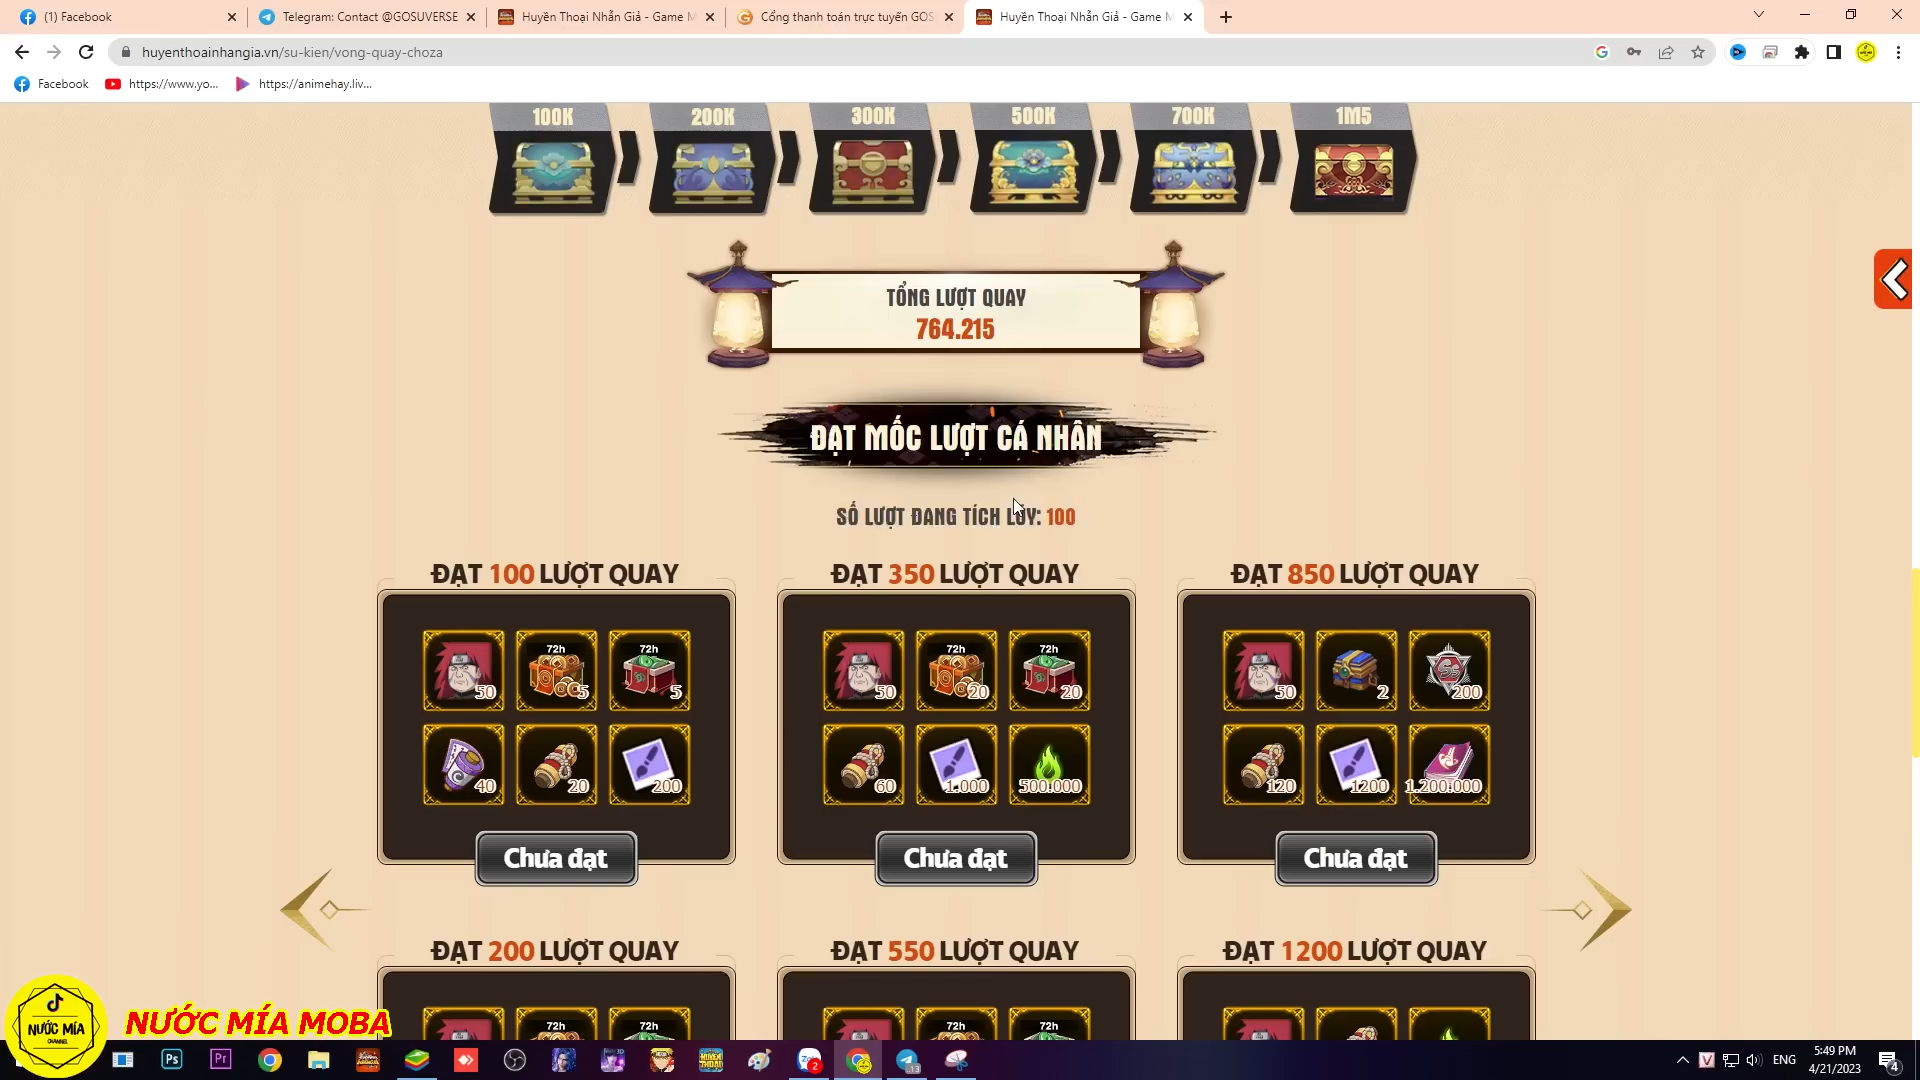 (1) Facebook
Telegram: Contact @GOSUVERSE
Huyền Thoại Nhẫn Giả - Game M
Cổng thanh toán trực tuyến GOS
Huyền Thoại Nhẫn Giả - Game M
huyenthoainhangia.vn/su-kien/vong-quay-choza
Facebook
https://www.yo...
https://animehay.liv...
100K
200K
300K
500K
700K
1M5
TỔNG LƯỢT QUAY
764.215
ĐẠT MỐC LƯỢT CÁ NHÂN
SỐ LƯỢT ĐANG TÍCH LŨY: 100
ĐẠT 100 LƯỢT QUAY
ĐẠT 350 LƯỢT QUAY
ĐẠT 850 LƯỢT QUAY
72h
72h
72h
72h
50
5
5
50
20
20
50
2
200
40
20
200
60
1.000
500.000
120
1200
1.200.000
Chưa đạt
Chưa đạt
Chưa đạt
ĐẠT 200 LƯỢT QUAY
ĐẠT 550 LƯỢT QUAY
ĐẠT 1200 LƯỢT QUAY
72h
72h
72h
72h
NƯỚC MÍA
CHANNEL
NƯỚC MÍA MOBA
Ps
Pr
2
13
V
ENG
5:49 PM
4/21/2023
4